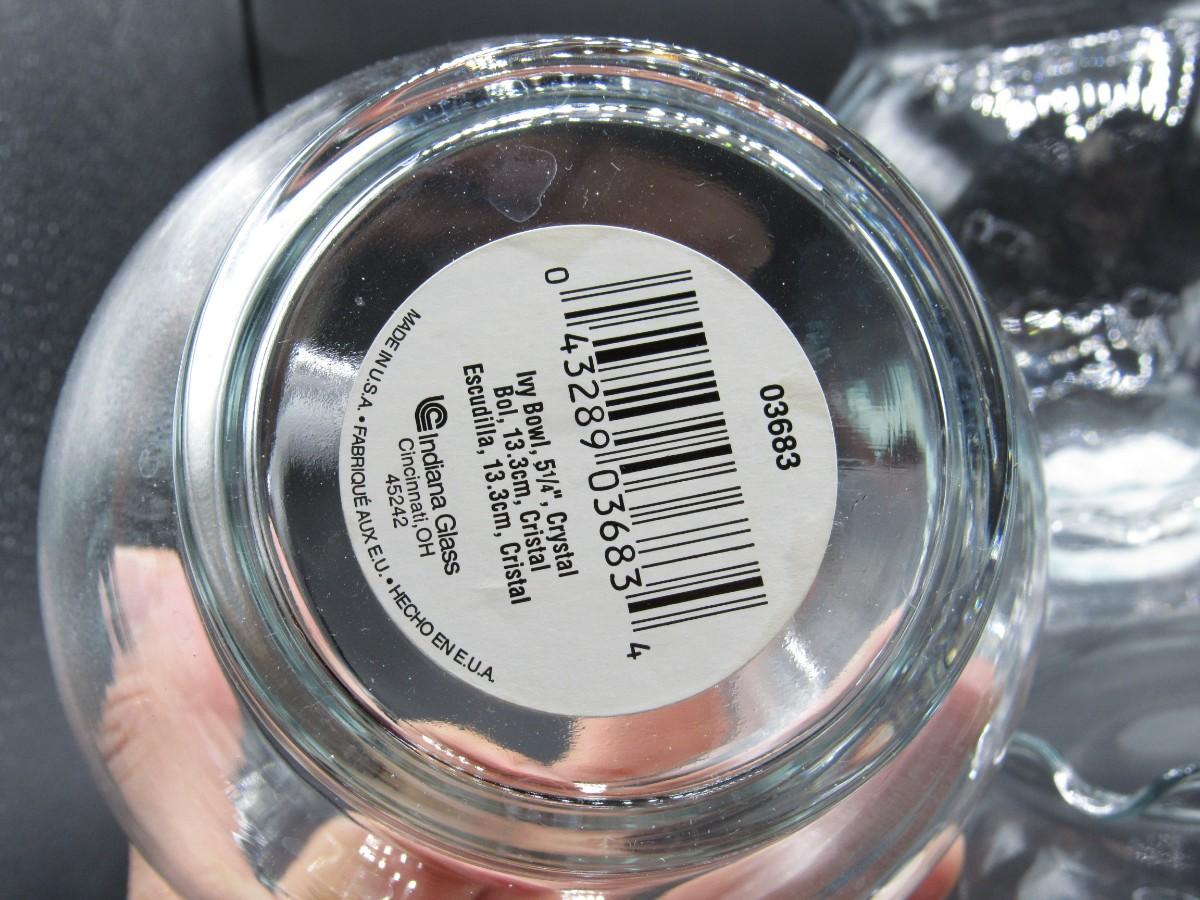 03683
0 43289 03683 4
Ivy Bowl, 5¼", Crystal
Bol, 13.3cm, Cristal
Escudilla, 13.3cm, Cristal
Indiana Glass
Cincinnati, OH
45242
MADE IN U.S.A. • FABRIQUÉ AUX E.U. • HECHO EN E.U.A.